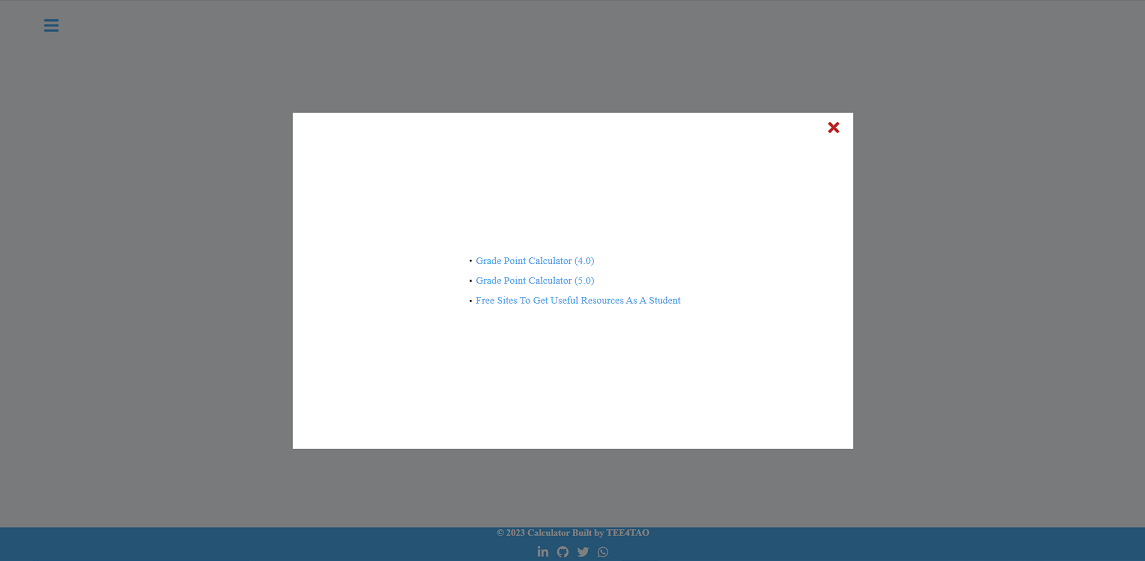 Grade Point Calculator (4.0)
Grade Point Calculator (5.0)
Free Sites To Get Useful Resources As A Student
© 2023 Calculator Built by TEE4TAO